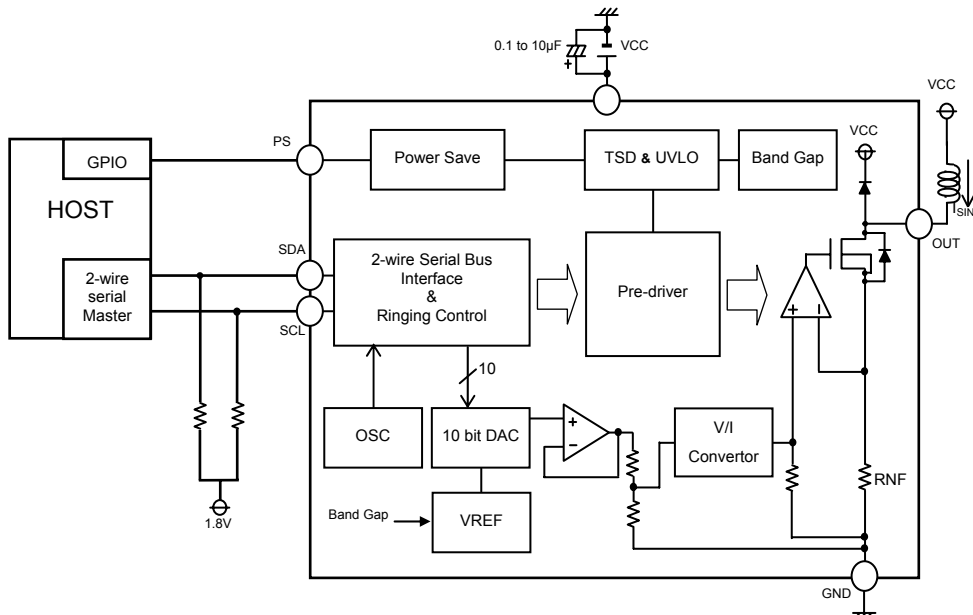 0.1 to 10µF
+
VCC
VCC
PS
GPIO
Power Save
TSD & UVLO
Band Gap
VCC
HOST
ISIN
OUT
SDA
2-wire Serial Bus
Interface
&
Ringing Control
Pre-driver
2-wire
serial
Master
SCL
+
−
10
OSC
10 bit DAC
+
−
V/I
Convertor
RNF
1.8V
Band Gap
VREF
GND